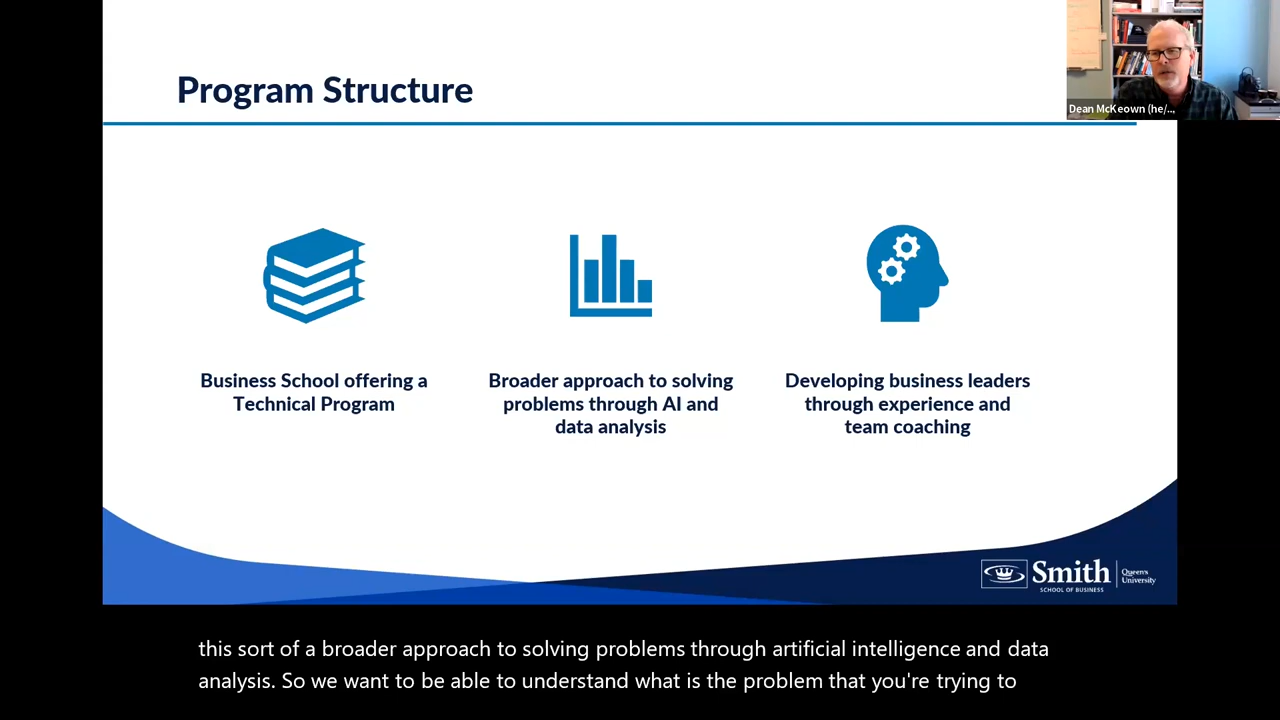 Program Structure
Dean McKeown (he/...,
Business School offering a
Technical Program
Broader approach to solving
problems through AI and
data analysis
Developing business leaders
through experience and
team coaching
Smith
SCHOOL OF BUSINESS
Queen's
University
this sort of a broader approach to solving problems through artificial intelligence and data
analysis. So we want to be able to understand what is the problem that you're trying to